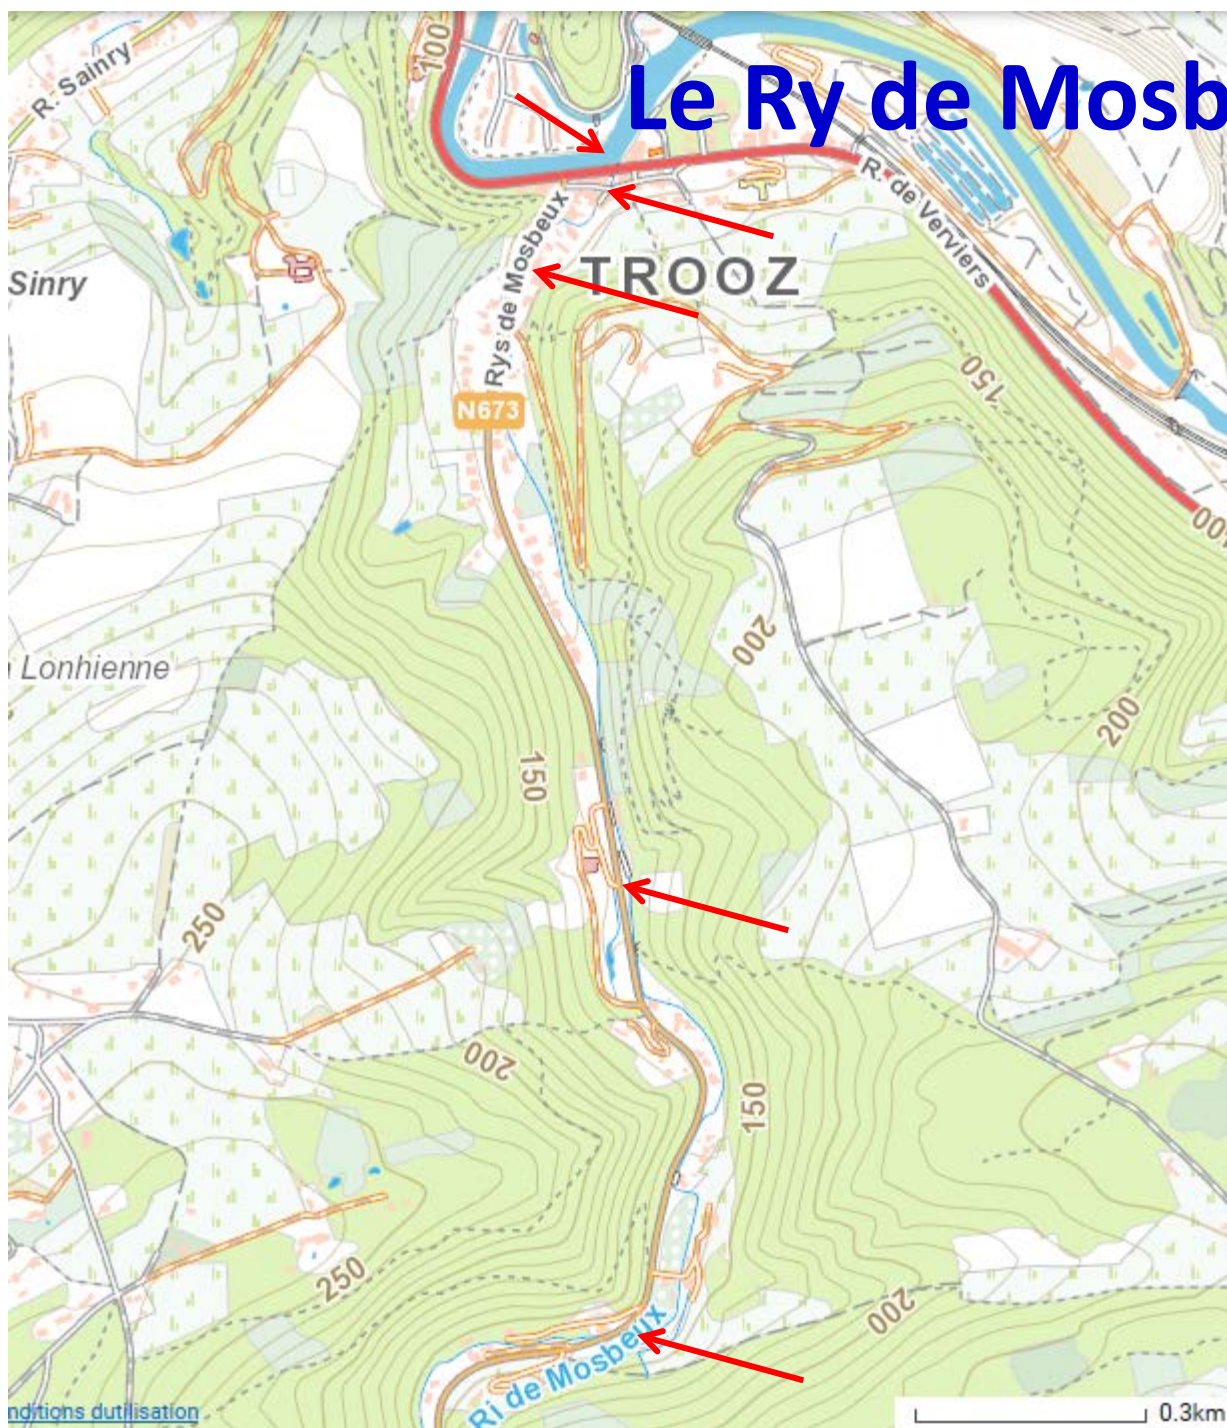 Le Ry de Mosb
100
R. Sainry
R. de Verviers
Rys de Mosbeux
TROOZ
Sinry
N673
150
200
Lonhienne
200
150
250
200
150
250
200
Ri de Mosbeux
nditions dutilisation
0.3km